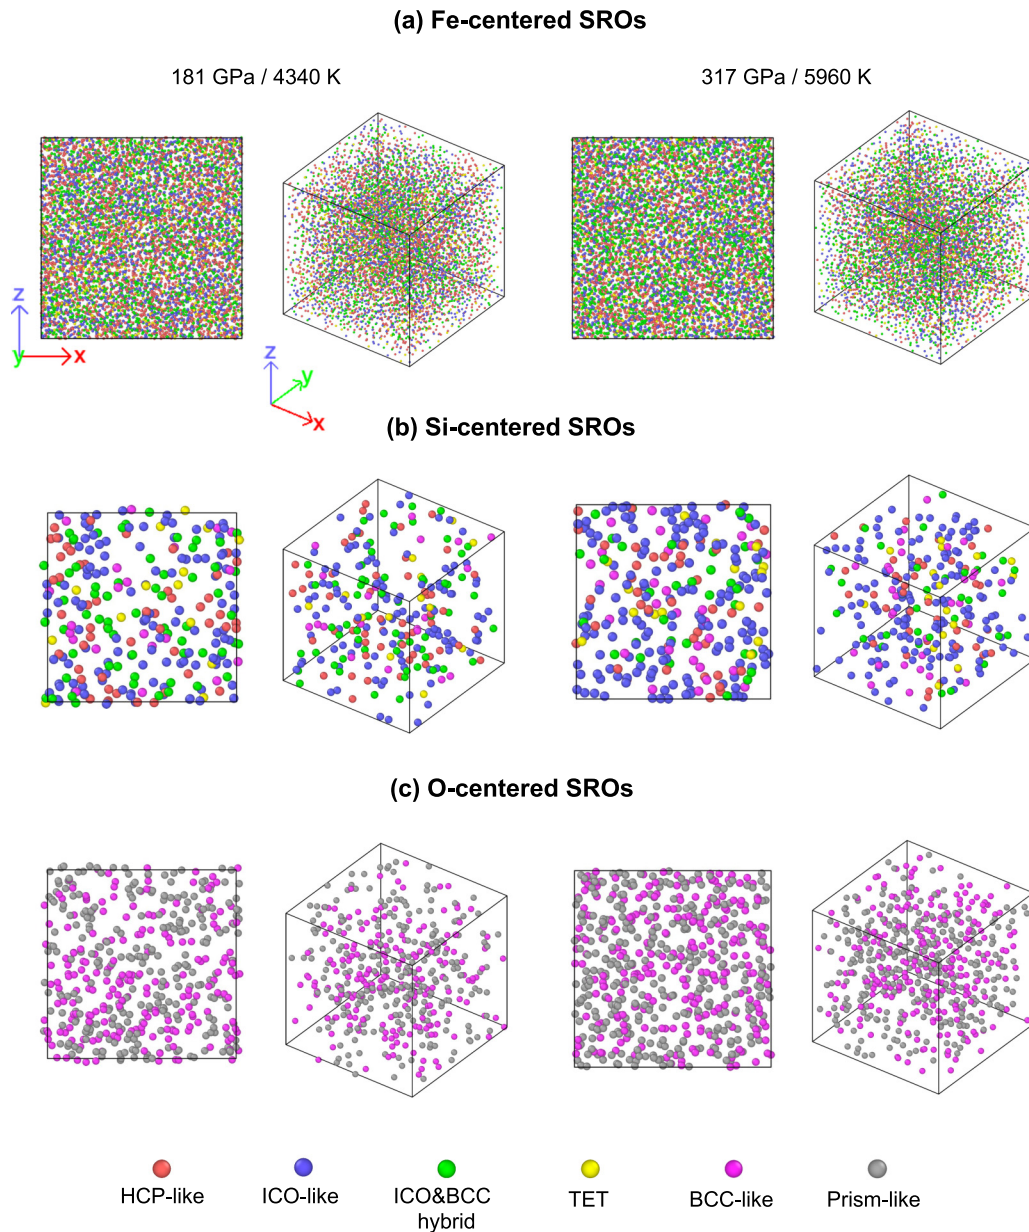 (a) Fe-centered SROs
181 GPa / 4340 K
317 GPa / 5960 K
z
y
x
z
y
x
(b) Si-centered SROs
(c) O-centered SROs
HCP-like
ICO-like
ICO&BCC
hybrid
TET
BCC-like
Prism-like